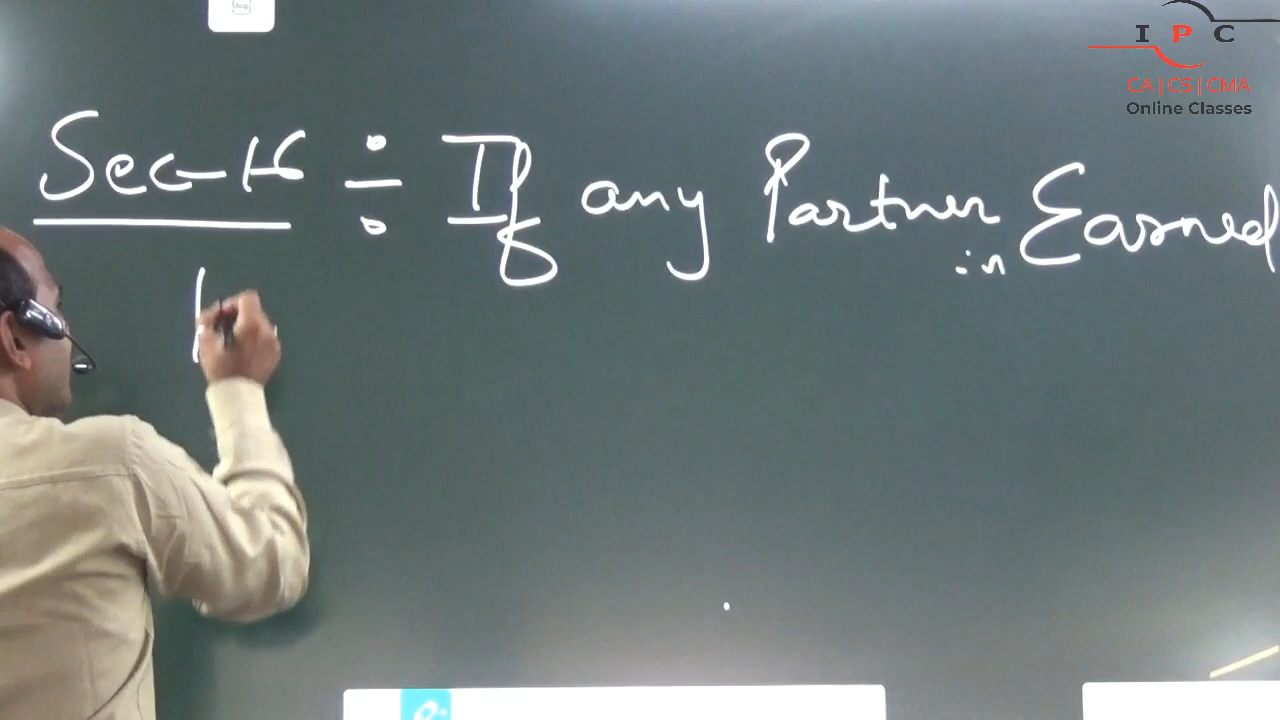 I P C
CA|CS|CMA
Online Classes
Sec-16 ÷ If any Partner Earned
in